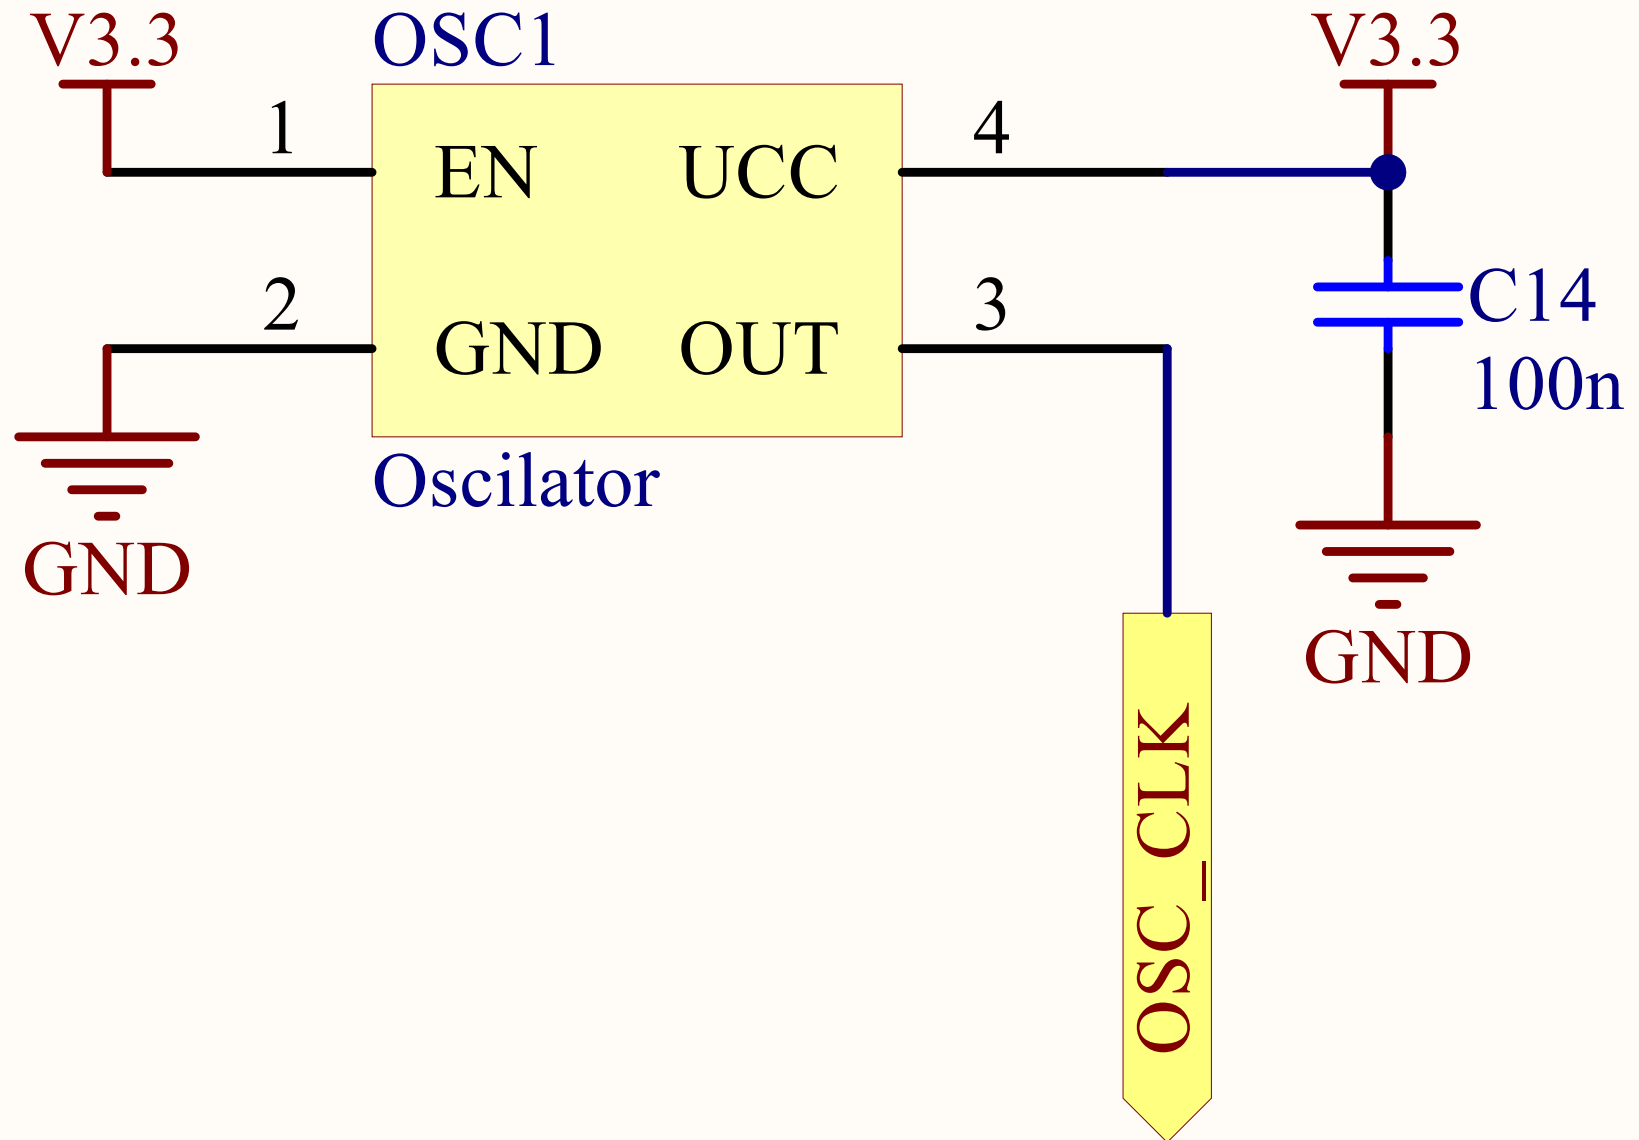 V3.3
OSC1
V3.3
1
4
EN
UCC
2
3
GND
OUT
C14
100n
Oscilator
GND
GND
OSC_CLK